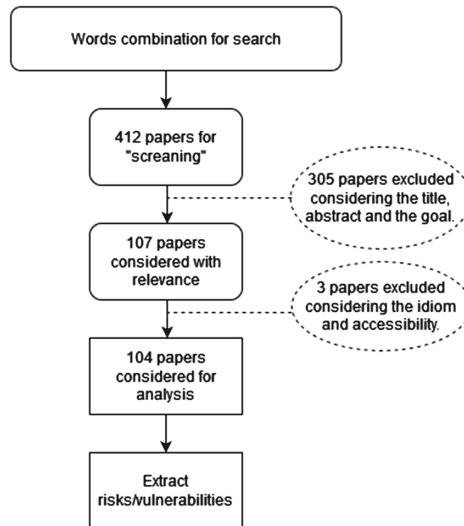 Words combination for search
412 papers for
"screaning"
305 papers excluded
considering the title,
abstract and the goal.
107 papers
considered with
relevance
3 papers excluded
considering the idiom
and accessibility.
104 papers
considered for
analysis
Extract
risks/vulnerabilities